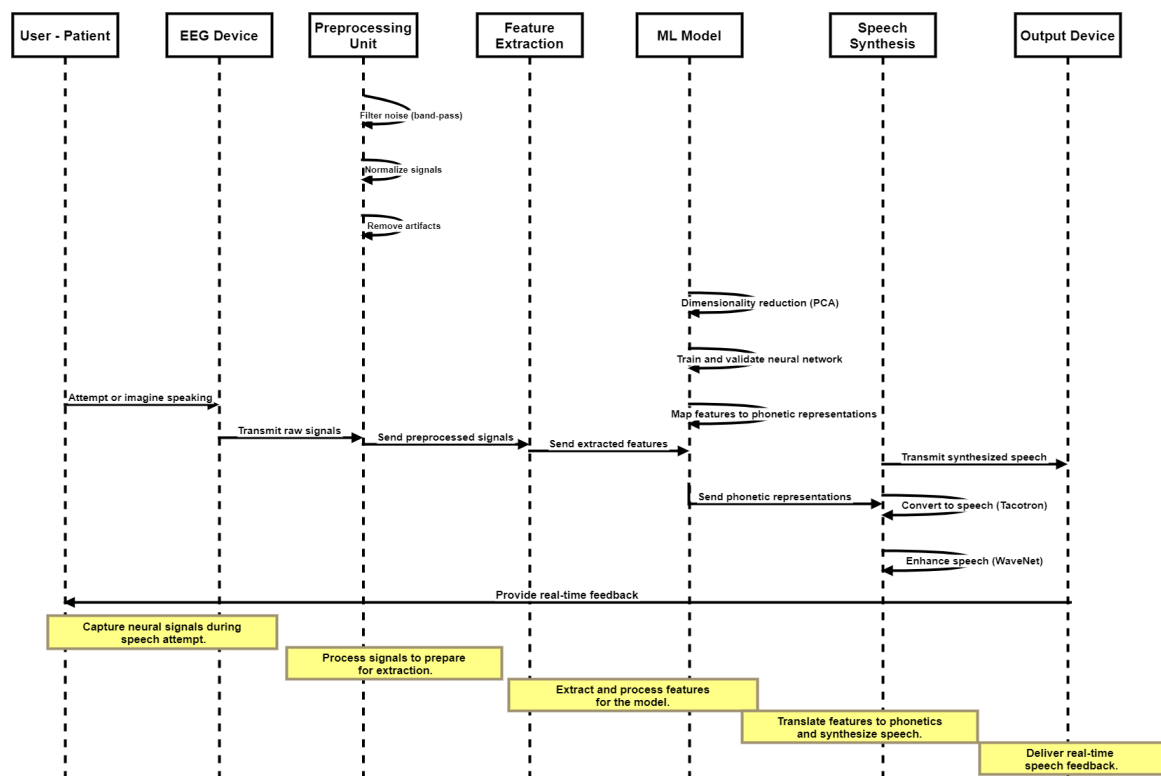 User - Patient
EEG Device
Preprocessing
Unit
Feature
Extraction
ML Model
Speech
Synthesis
Output Device
Filter noise (band-pass)
Normalize signals
Remove artifacts
Dimensionality reduction (PCA)
Train and validate neural network
Attempt or imagine speaking
Map features to phonetic representations
Transmit raw signals
Send preprocessed signals
Send extracted features
Transmit synthesized speech
Send phonetic representations
Convert to speech (Tacotron)
Enhance speech (WaveNet)
Provide real-time feedback
Capture neural signals during
speech attempt.
Process signals to prepare
for extraction.
Extract and process features
for the model.
Translate features to phonetics
and synthesize speech.
Deliver real-time
speech feedback.